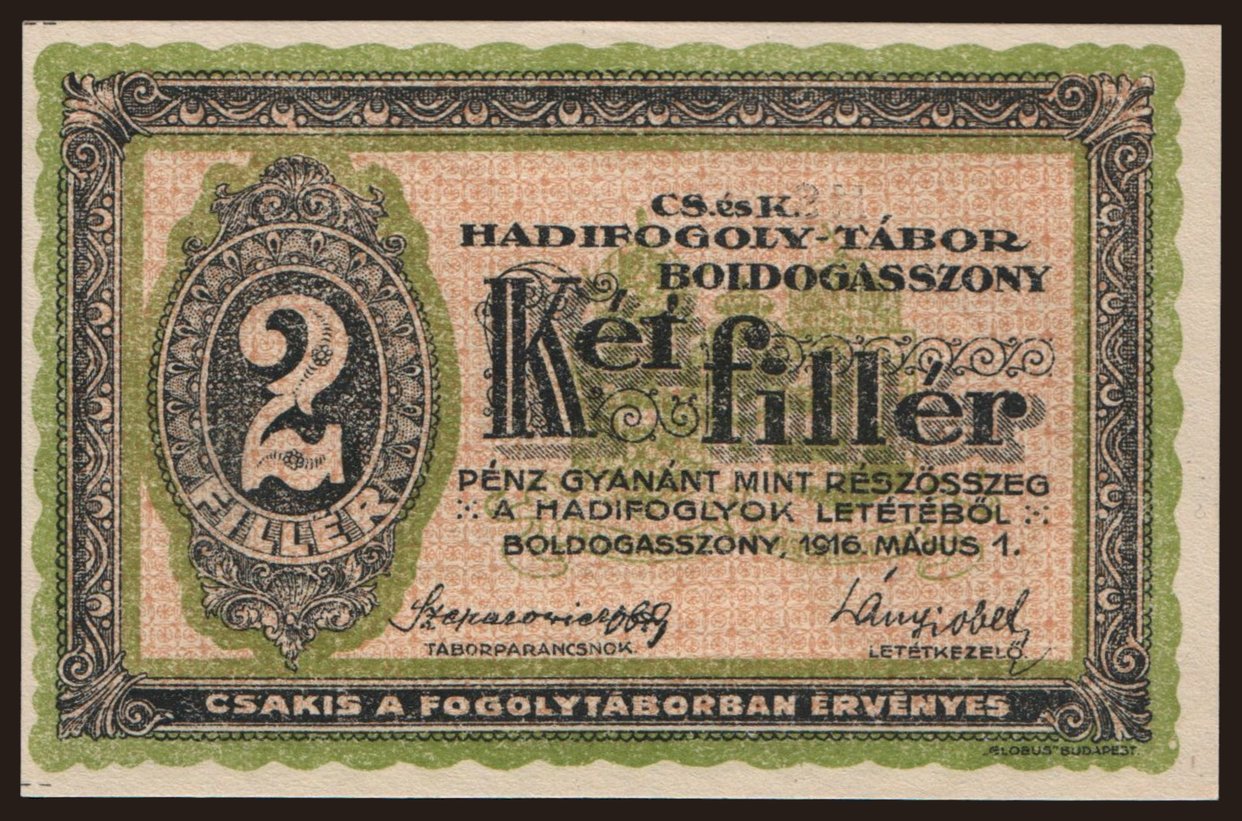 CS. és K.
HADIFOGOLY-TÁBOR
BOLDOGASSZONY
Két fillér
2
FILLÉR
PÉNZ GYANÁNT MINT RÉSZÖSSZEG
A HADIFOGLYOK LETÉTÉBŐL
BOLDOGASSZONY, 1916. MÁJUS 1.
TÁBORPARANCSNOK.
LETÉTKEZELŐ
CSAKIS A FOGOLYTÁBORBAN ÉRVÉNYES
„GLOBUS" BUDAPEST.